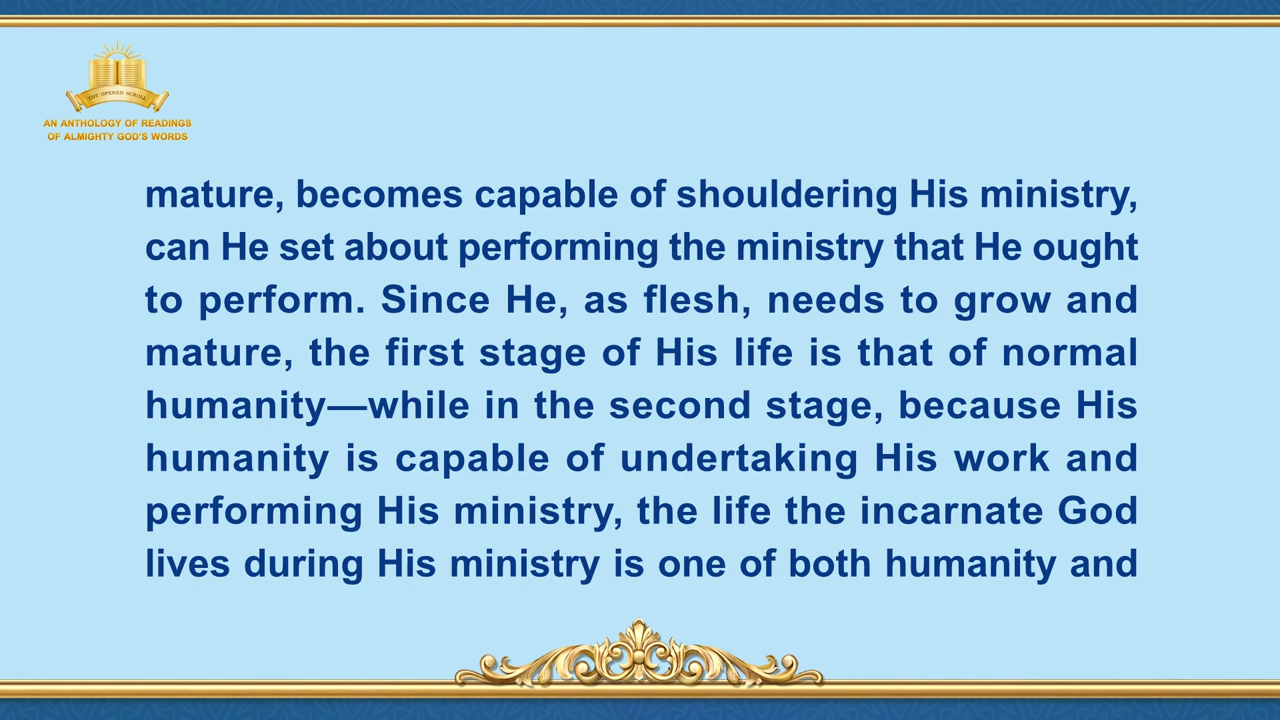 THE OPENED SCROLL
AN ANTHOLOGY OF READINGS
OF ALMIGHTY GOD'S WORDS
mature, becomes capable of shouldering His ministry,
can He set about performing the ministry that He ought
to perform. Since He, as flesh, needs to grow and
mature, the first stage of His life is that of normal
humanity—while in the second stage, because His
humanity is capable of undertaking His work and
performing His ministry, the life the incarnate God
lives during His ministry is one of both humanity and